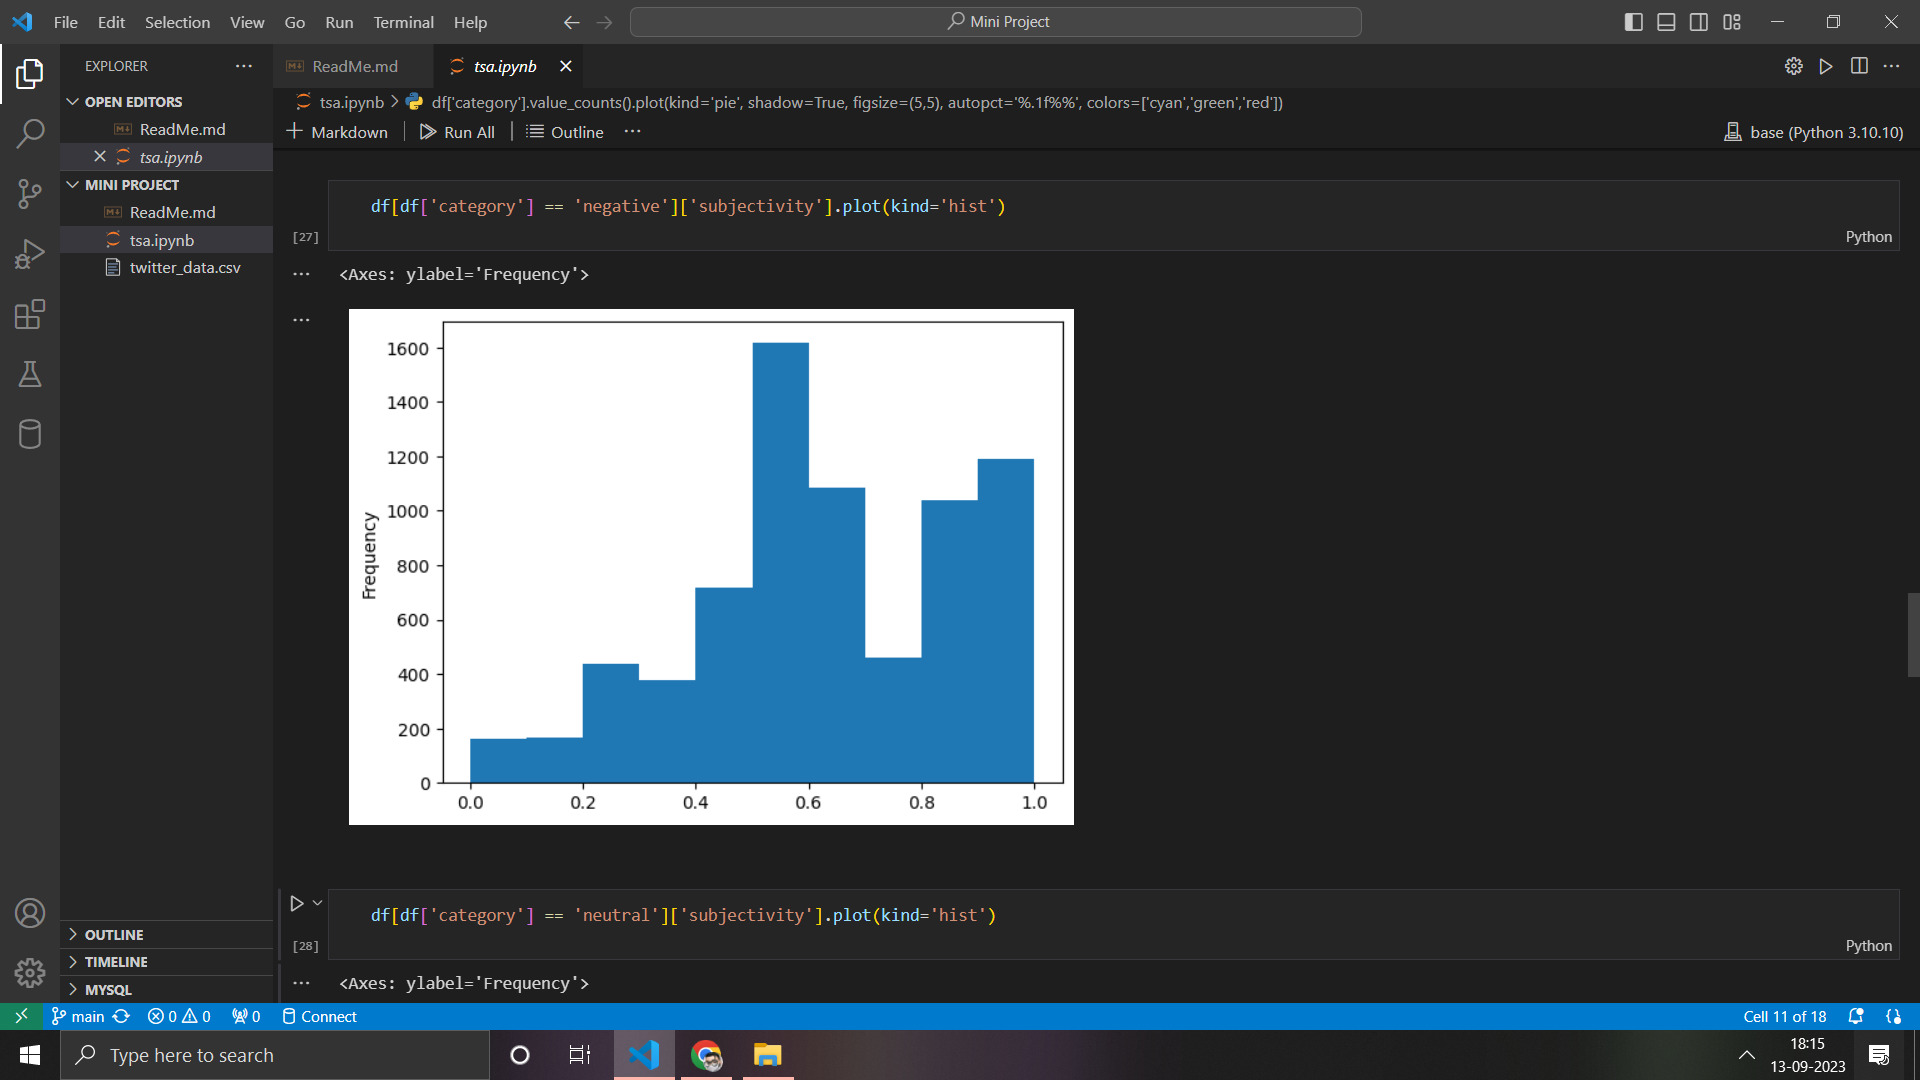 File Edit Selection View Go Run Terminal Help
Mini Project
EXPLORER
OPEN EDITORS
ReadMe.md
tsa.ipynb
MINI PROJECT
ReadMe.md
tsa.ipynb
twitter_data.csv
OUTLINE
TIMELINE
MYSQL
ReadMe.md
tsa.ipynb
tsa.ipynb > df['category'].value_counts().plot(kind='pie', shadow=True, figsize=(5,5), autopct='%.1f%%', colors=['cyan','green','red'])
+ Markdown | Run All | Outline ...
base (Python 3.10.10)
df[df['category'] == 'negative']['subjectivity'].plot(kind='hist')
[27]
Python
<Axes: ylabel='Frequency'>
Frequency
1600
1400
1200
1000
800
600
400
200
0
0.0 0.2 0.4 0.6 0.8 1.0
df[df['category'] == 'neutral']['subjectivity'].plot(kind='hist')
[28]
Python
<Axes: ylabel='Frequency'>
main 0 0 0 Connect
Cell 11 of 18
Type here to search
18:15
13-09-2023